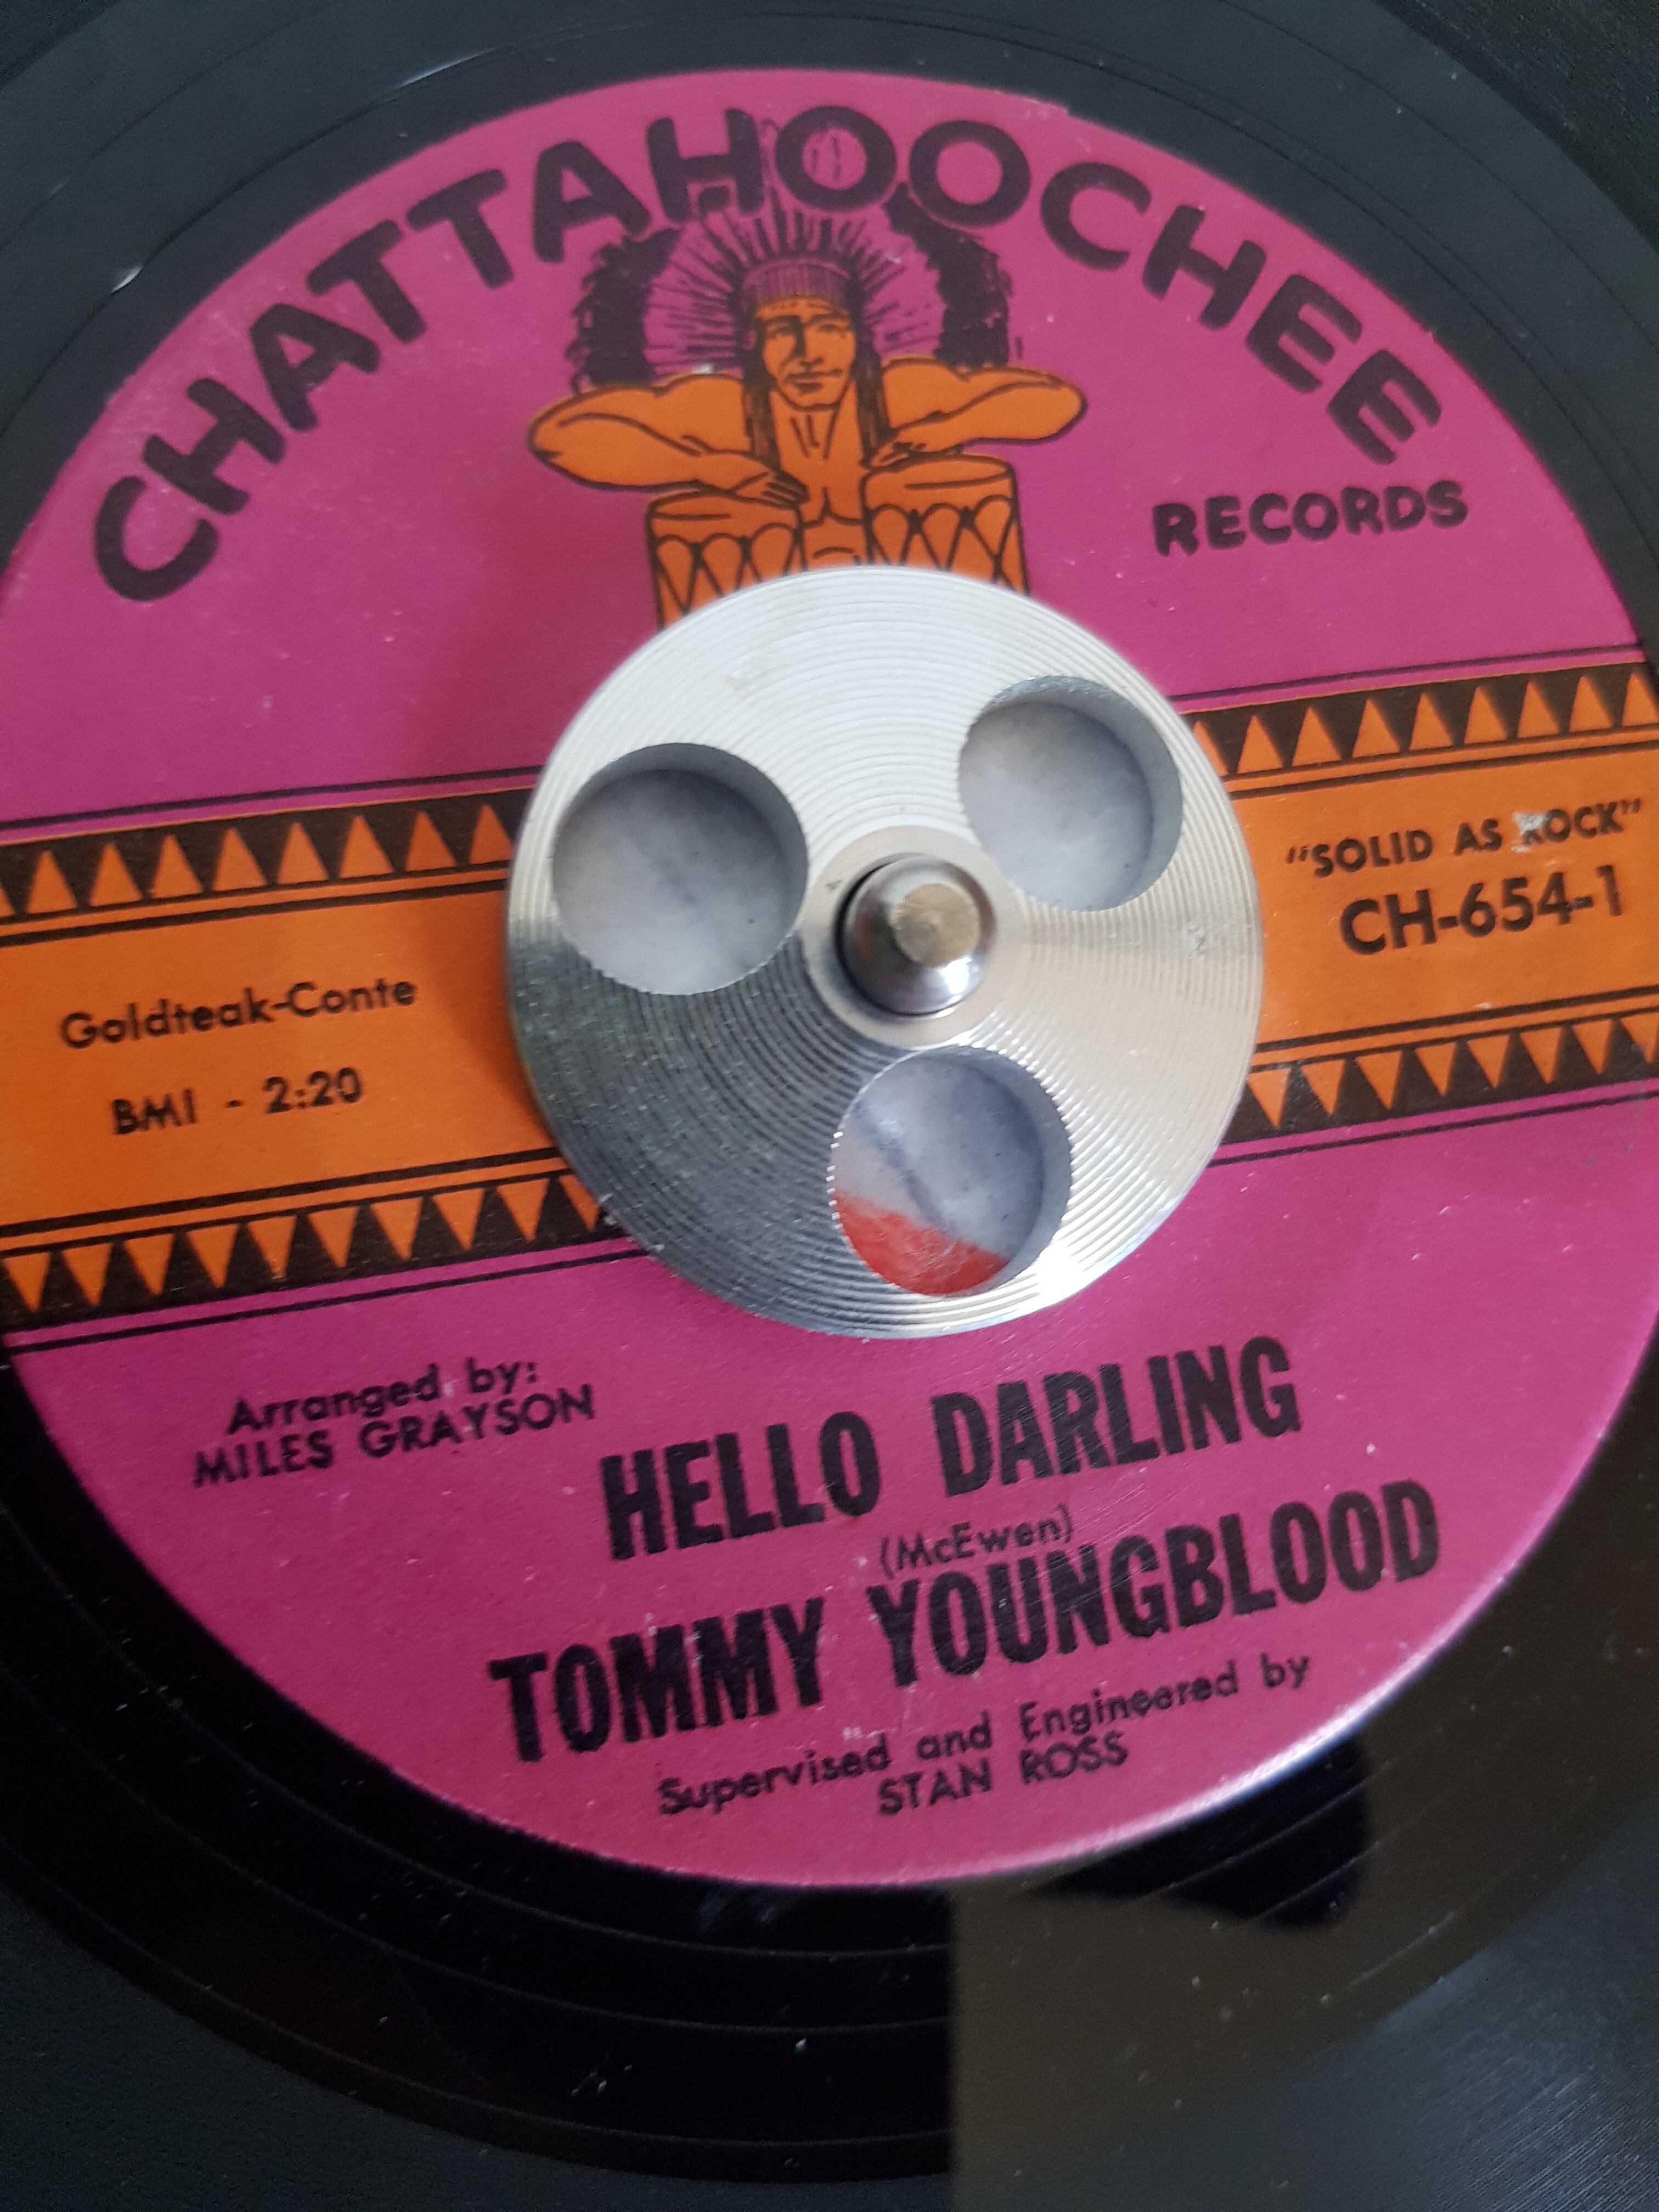 CHATTAHOOCHEE
RECORDS
"SOLID AS ROCK"
CH-654-1
Goldteak-Conte
BMI - 2:20
Arranged by:
MILES GRAYSON
HELLO DARLING
(McEwen)
TOMMY YOUNGBLOOD
Supervised and Engineered by
STAN ROSS